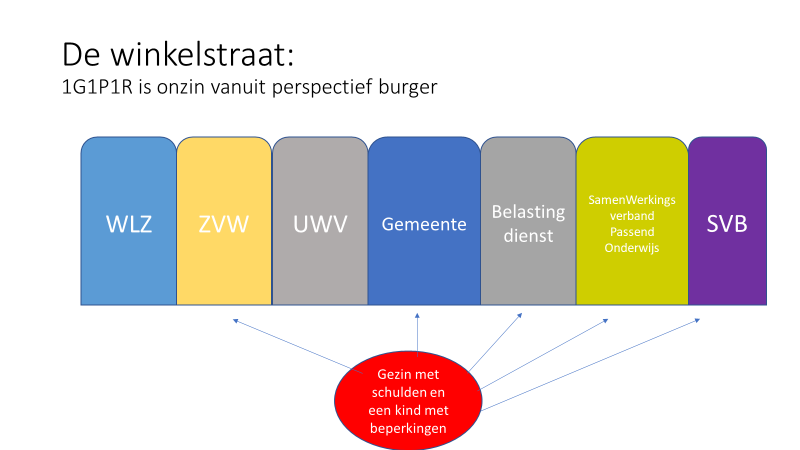 De winkelstraat:
1G1P1R is onzin vanuit perspectief burger
WLZ
ZVW
UWV
Gemeente
Belasting
dienst
SamenWerkings
verband
Passend
Onderwijs
SVB
Gezin met
schulden en
een kind met
beperkingen